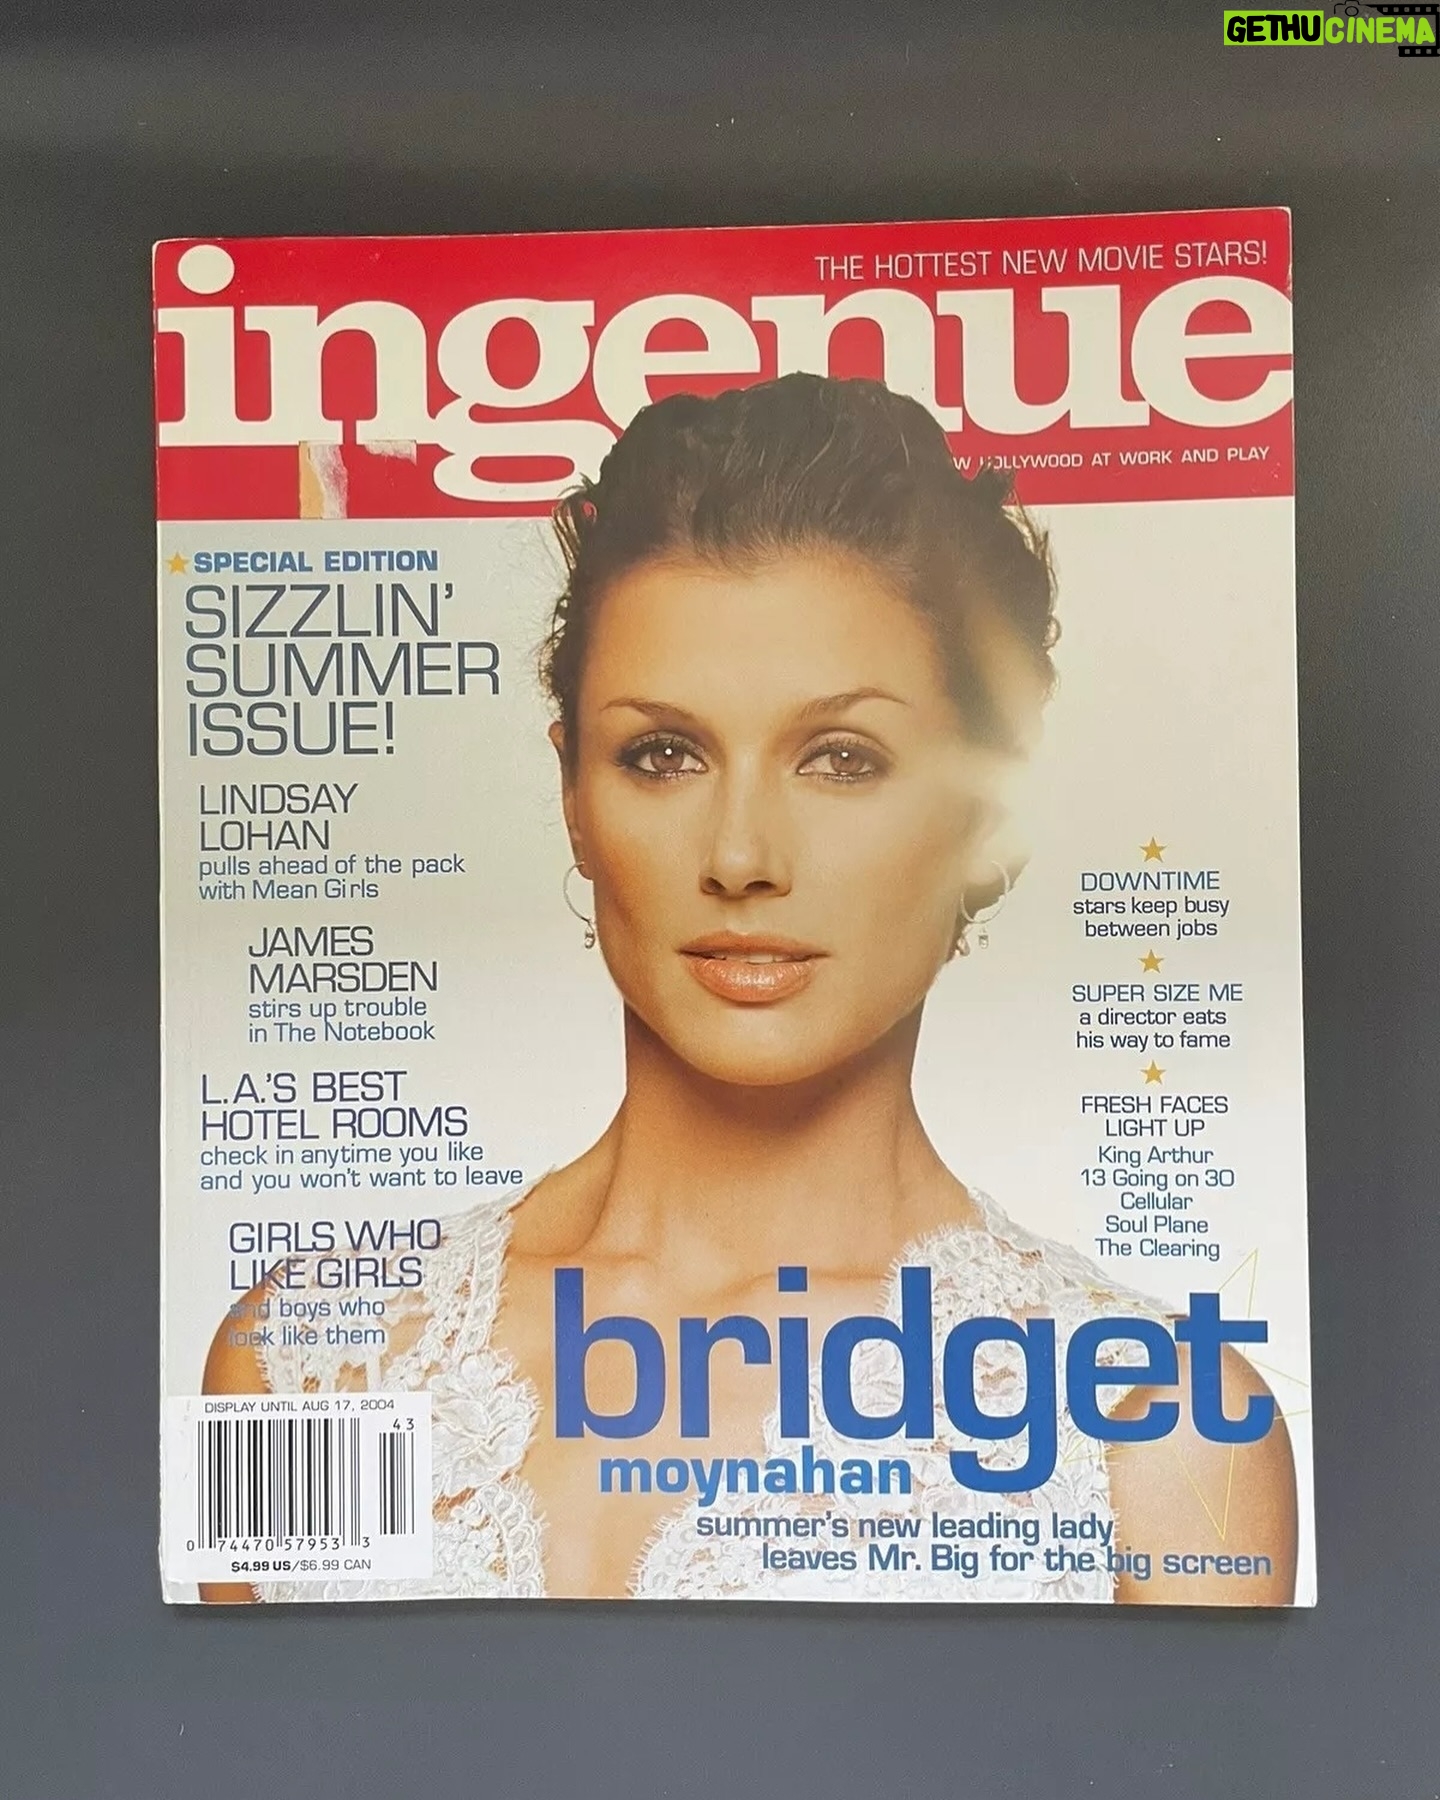 GETHUCINEMA
THE HOTTEST NEW MOVIE STARS!
ingenue
HOLLYWOOD AT WORK AND PLAY
SPECIAL EDITION
SIZZLIN'
SUMMER
ISSUE!
LINDSAY
LOHAN
pulls ahead of the pack
with Mean Girls
JAMES
MARSDEN
stirs up trouble
in The Notebook
L.A.'S BEST
HOTEL ROOMS
check in anytime you like
and you won't want to leave
GIRLS WHO
LIKE GIRLS
and boys who
look like them
DOWNTIME
stars keep busy
between jobs
SUPER SIZE ME
a director eats
his way to fame
FRESH FACES
LIGHT UP
King Arthur
13 Going on 30
Cellular
Soul Plane
The Clearing
bridget
moynahan
summer's new leading lady
leaves Mr. Big for the big screen
DISPLAY UNTIL AUG 17, 2004
43
0 74470 57953 3
$4.99 US/$6.99 CAN